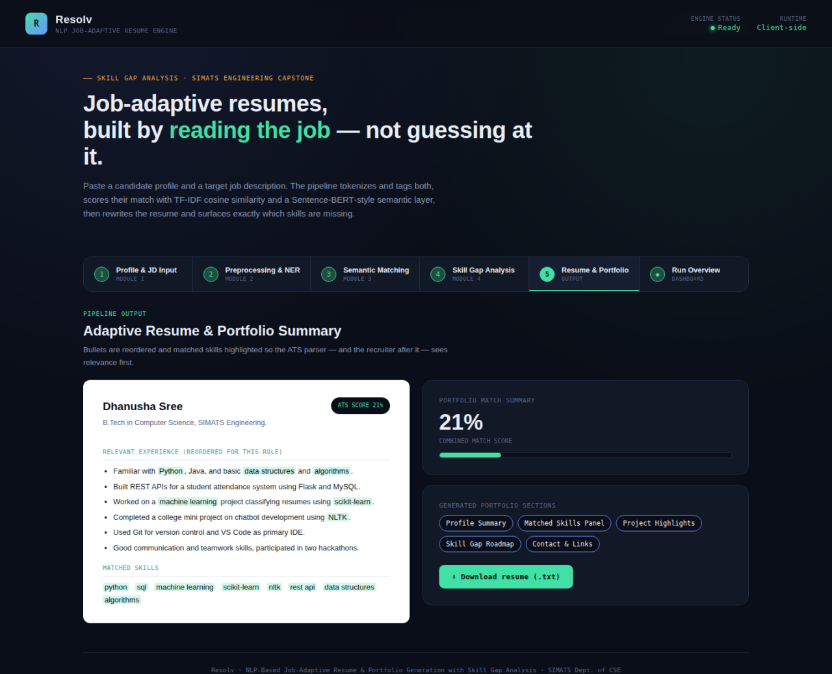 R
Resolv
NLP JOB-ADAPTIVE RESUME ENGINE
ENGINE STATUS
Ready
RUNTIME
Client-side
— SKILL GAP ANALYSIS · SIMATS ENGINEERING CAPSTONE
Job-adaptive resumes,
built by reading the job — not guessing at
it.
Paste a candidate profile and a target job description. The pipeline tokenizes and tags both,
scores their match with TF-IDF cosine similarity and a Sentence-BERT-style semantic layer,
then rewrites the resume and surfaces exactly which skills are missing.
1 Profile & JD Input
MODULE 1
2 Preprocessing & NER
MODULE 2
3 Semantic Matching
MODULE 3
4 Skill Gap Analysis
MODULE 4
5 Resume & Portfolio
OUTPUT
Run Overview
DASHBOARD
PIPELINE OUTPUT
Adaptive Resume & Portfolio Summary
Bullets are reordered and matched skills highlighted so the ATS parser — and the recruiter after it — sees
relevance first.
Dhanusha Sree
ATS SCORE 21%
B.Tech in Computer Science, SIMATS Engineering.
RELEVANT EXPERIENCE (REORDERED FOR THIS ROLE)
• Familiar with Python, Java, and basic data structures and algorithms.
• Built REST APIs for a student attendance system using Flask and MySQL.
• Worked on a machine learning project classifying resumes using scikit-learn.
• Completed a college mini project on chatbot development using NLTK.
• Used Git for version control and VS Code as primary IDE.
• Good communication and teamwork skills, participated in two hackathons.
MATCHED SKILLS
python sql machine learning scikit-learn nltk rest api data structures
algorithms
PORTFOLIO MATCH SUMMARY
21%
COMBINED MATCH SCORE
GENERATED PORTFOLIO SECTIONS
Profile Summary Matched Skills Panel Project Highlights
Skill Gap Roadmap Contact & Links
⬇ Download resume (.txt)
Resolv · NLP-Based Job-Adaptive Resume & Portfolio Generation with Skill Gap Analysis · SIMATS Dept. of CSE